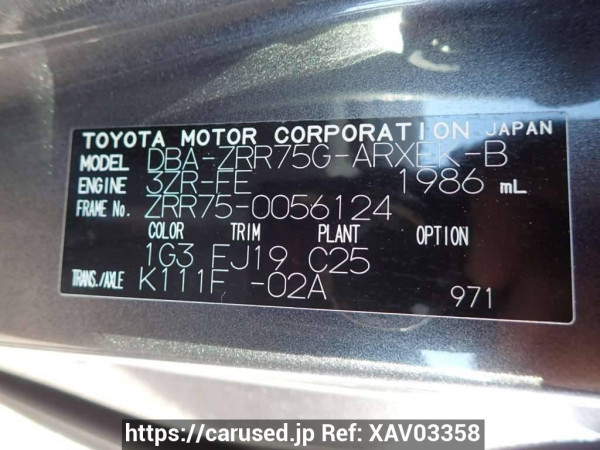 TOYOTA MOTOR CORPORATION JAPAN
MODEL DBA-ZRR75G-ARXEK-B
ENGINE 3ZR-FE 1986 mL
FRAME No. ZRR75-0056124
COLOR TRIM PLANT OPTION
1G3 FJ19 C25
TRANS./AXLE K111F -02A 971
https://carused.jp Ref: XAV03358